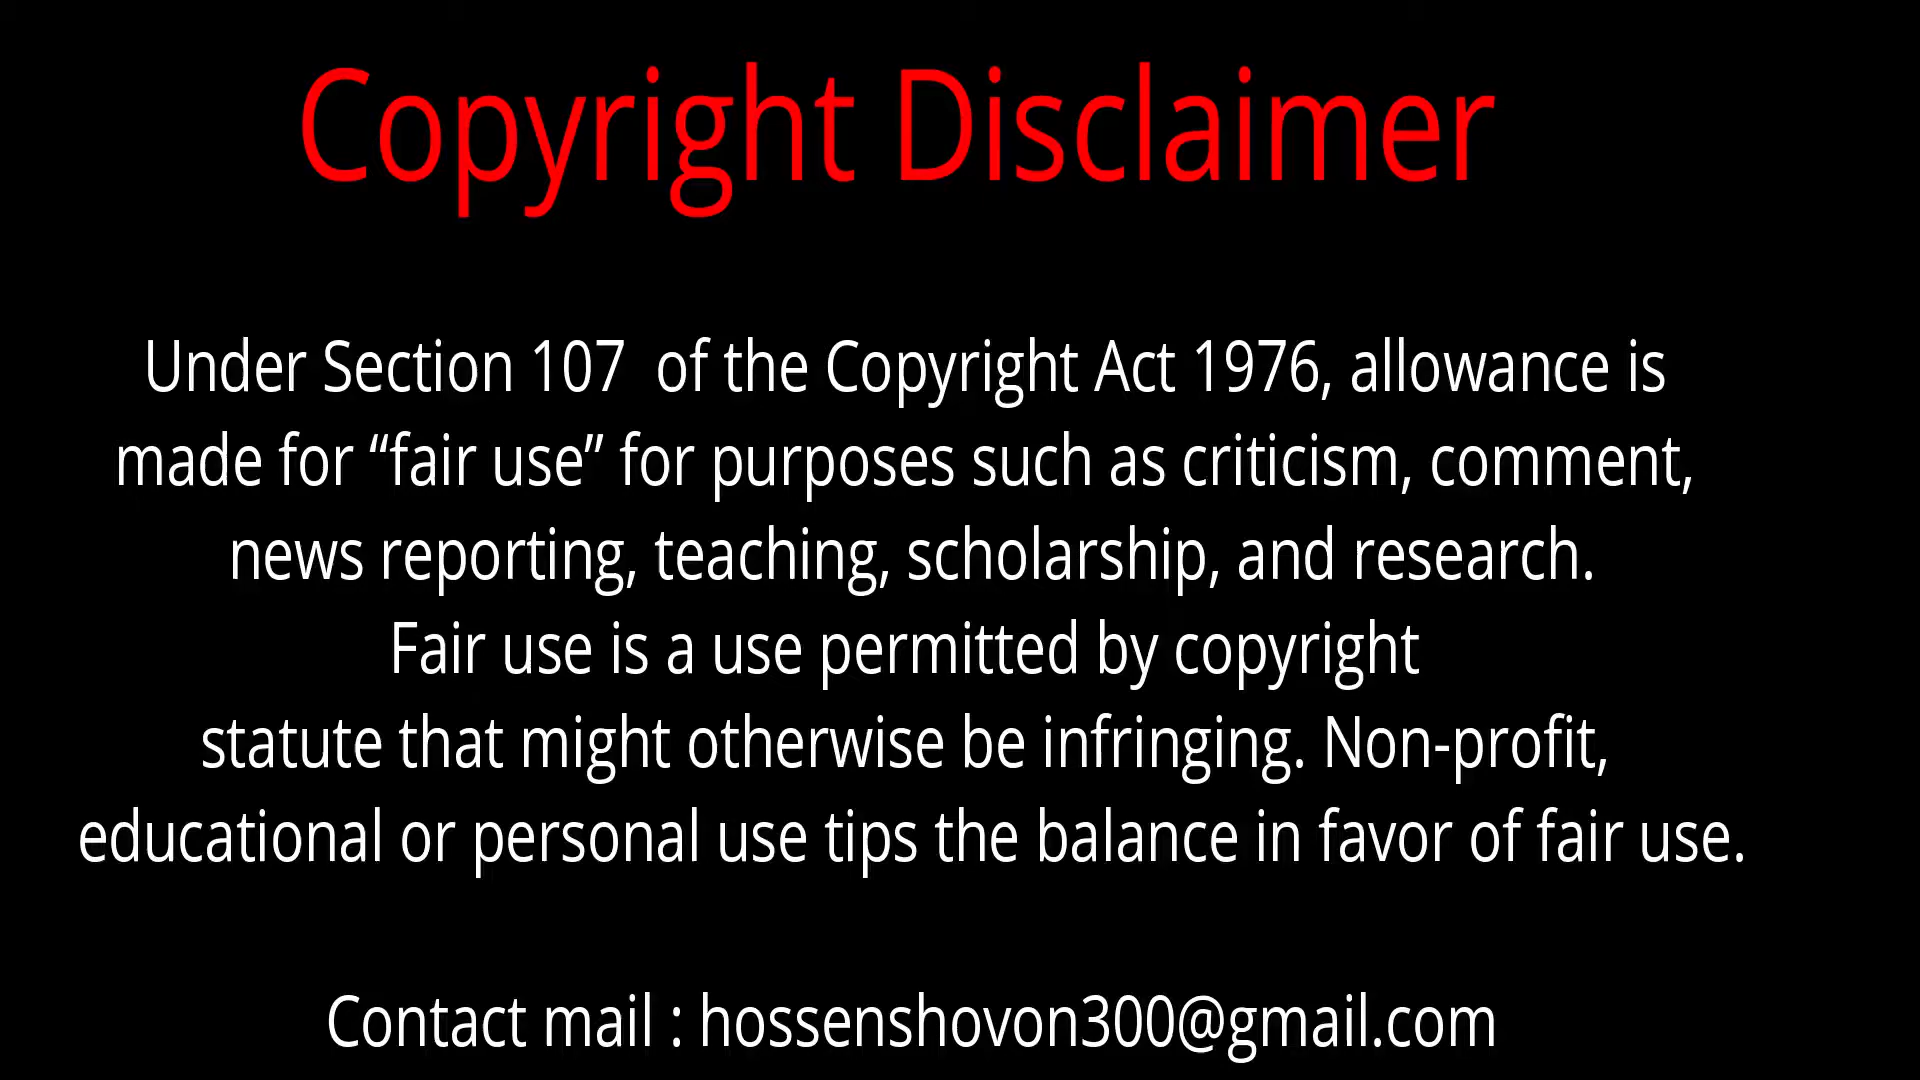 Copyright Disclaimer
Under Section 107  of the Copyright Act 1976, allowance is
made for “fair use” for purposes such as criticism, comment,
news reporting, teaching, scholarship, and research.
Fair use is a use permitted by copyright
statute that might otherwise be infringing. Non-profit,
educational or personal use tips the balance in favor of fair use.
Contact mail : hossenshovon300@gmail.com